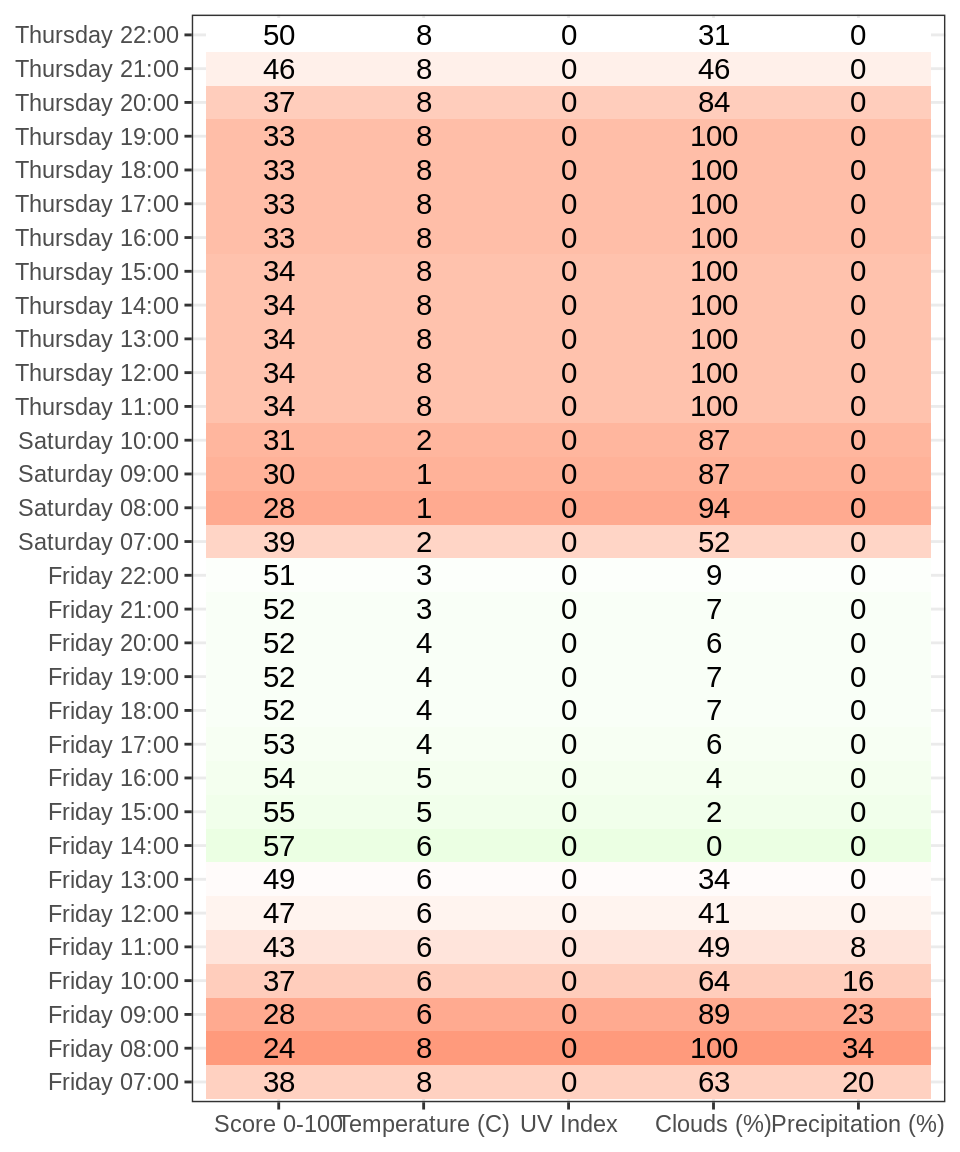 Thursday 22:00 50 8 0 31 0
Thursday 21:00 46 8 0 46 0
Thursday 20:00 37 8 0 84 0
Thursday 19:00 33 8 0 100 0
Thursday 18:00 33 8 0 100 0
Thursday 17:00 33 8 0 100 0
Thursday 16:00 33 8 0 100 0
Thursday 15:00 34 8 0 100 0
Thursday 14:00 34 8 0 100 0
Thursday 13:00 34 8 0 100 0
Thursday 12:00 34 8 0 100 0
Thursday 11:00 34 8 0 100 0
Saturday 10:00 31 2 0 87 0
Saturday 09:00 30 1 0 87 0
Saturday 08:00 28 1 0 94 0
Saturday 07:00 39 2 0 52 0
Friday 22:00 51 3 0 9 0
Friday 21:00 52 3 0 7 0
Friday 20:00 52 4 0 6 0
Friday 19:00 52 4 0 7 0
Friday 18:00 52 4 0 7 0
Friday 17:00 53 4 0 6 0
Friday 16:00 54 5 0 4 0
Friday 15:00 55 5 0 2 0
Friday 14:00 57 6 0 0 0
Friday 13:00 49 6 0 34 0
Friday 12:00 47 6 0 41 0
Friday 11:00 43 6 0 49 8
Friday 10:00 37 6 0 64 16
Friday 09:00 28 6 0 89 23
Friday 08:00 24 8 0 100 34
Friday 07:00 38 8 0 63 20
Score 0-100 Temperature (C) UV Index Clouds (%) Precipitation (%)